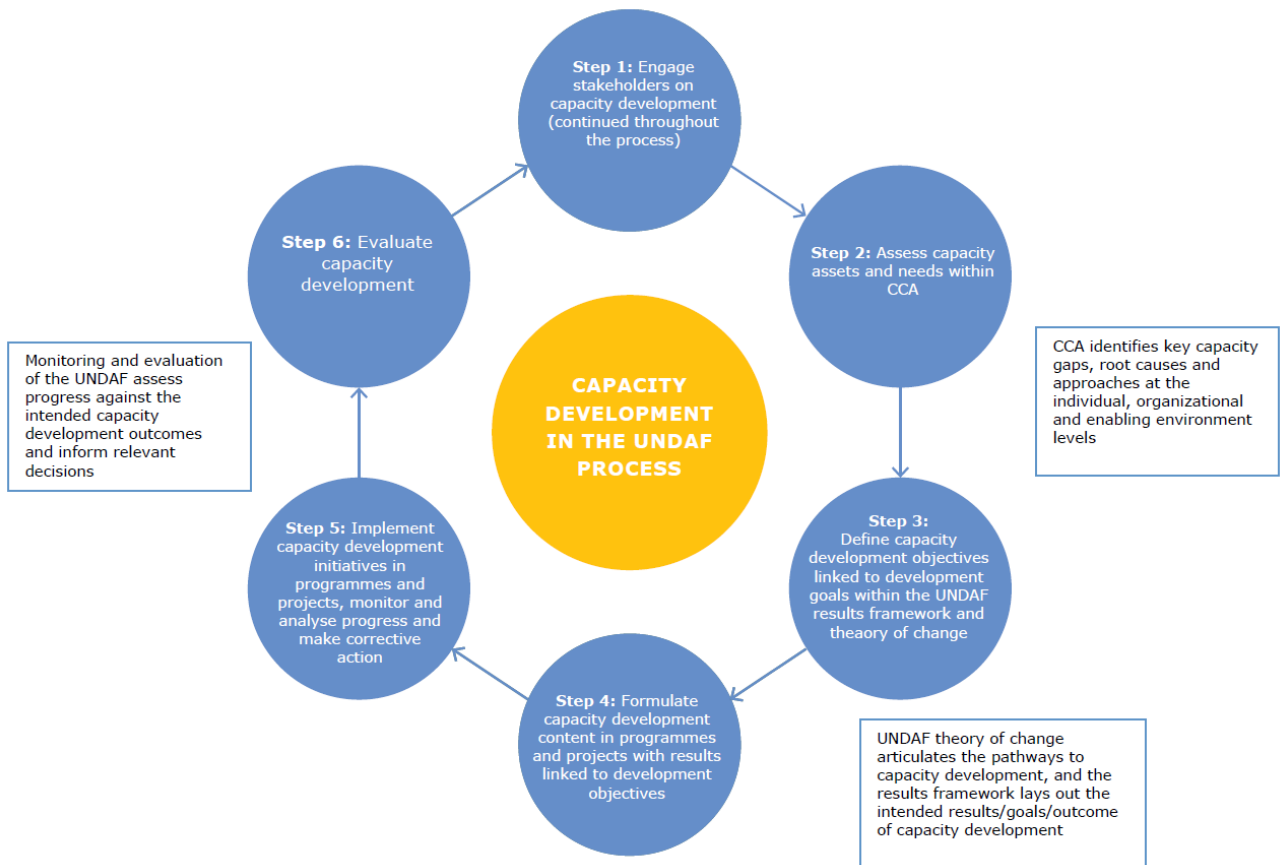 Step 1: Engage
stakeholders on
capacity development
(continued throughout
the process)
Step 2: Assess capacity
assets and needs within
CCA
CCA identifies key capacity
gaps, root causes and
approaches at the
individual, organizational
and enabling environment
levels
Step 3:
Define capacity
development objectives
linked to development
goals within the UNDAF
results framework and
theaory of change
UNDAF theory of change
articulates the pathways to
capacity development, and the
results framework lays out the
intended results/goals/outcome
of capacity development
Step 4: Formulate
capacity development
content in programmes
and projects with results
linked to development
objectives
Step 5: Implement
capacity development
initiatives in
programmes and
projects, monitor and
analyse progress and
make corrective
action
Step 6: Evaluate
capacity
development
Monitoring and evaluation
of the UNDAF assess
progress against the
intended capacity
development outcomes
and inform relevant
decisions
CAPACITY
DEVELOPMENT
IN THE UNDAF
PROCESS